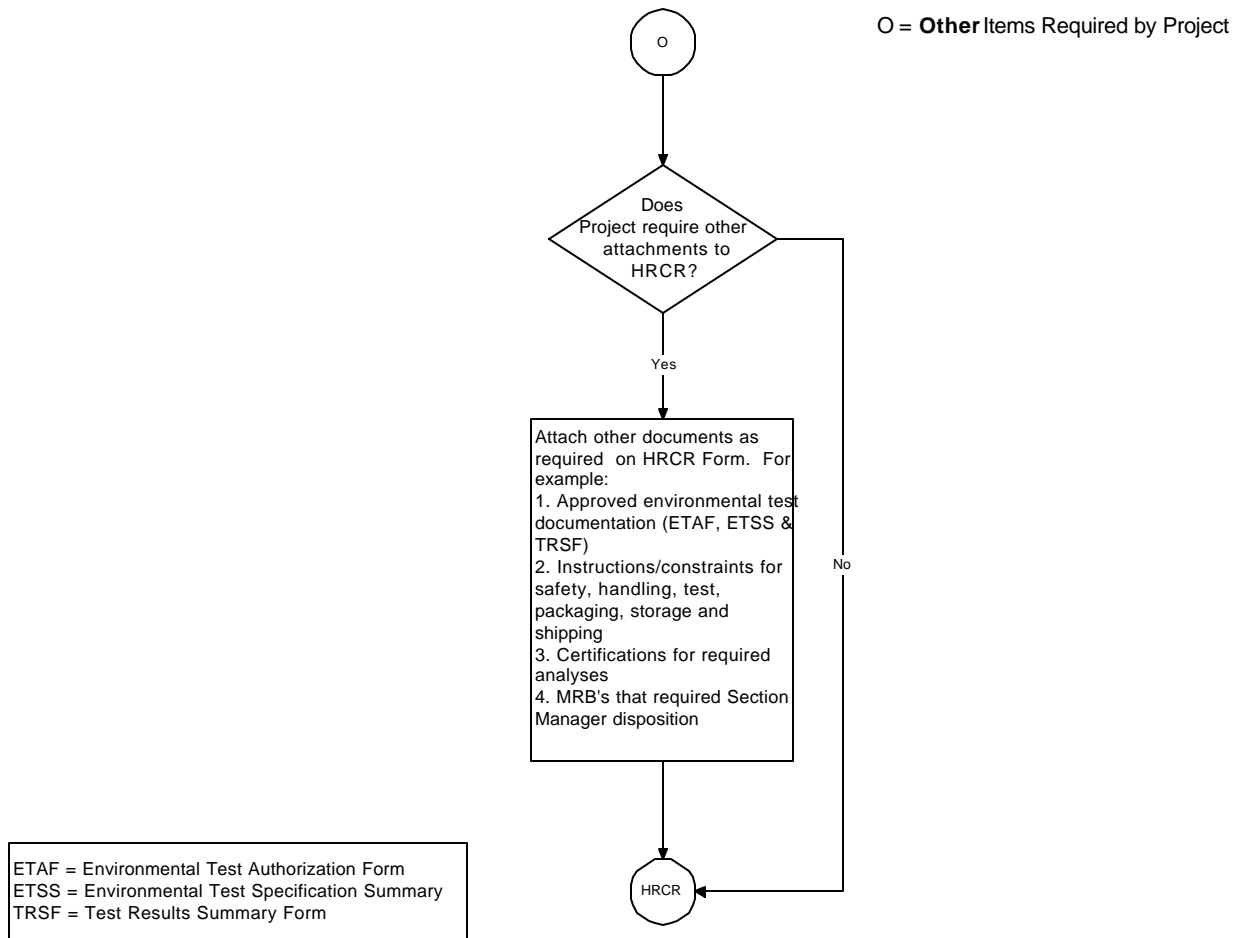 O
O = Other Items Required by Project
Does
Project require other
attachments to
HRCR?
Yes
Attach other documents as
required on HRCR Form. For
example:
1. Approved environmental test
documentation (ETAF, ETSS &
TRSF)
2. Instructions/constraints for
safety, handling, test,
packaging, storage and
shipping
3. Certifications for required
analyses
4. MRB's that required Section
Manager disposition
No
HRCR
ETAF = Environmental Test Authorization Form
ETSS = Environmental Test Specification Summary
TRSF = Test Results Summary Form